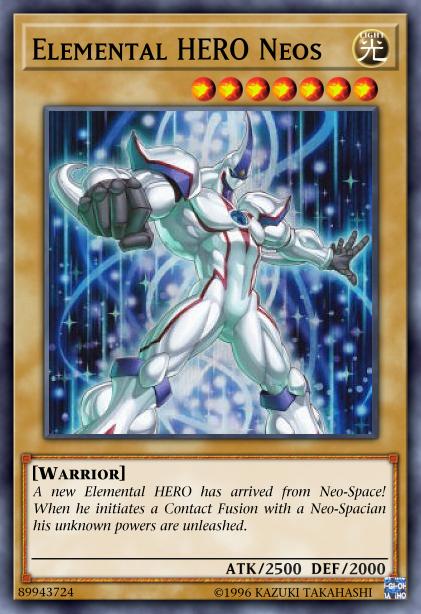 Elemental HERO Neos
LIGHT
光
[Warrior]
A new Elemental HERO has arrived from Neo-Space!
When he initiates a Contact Fusion with a Neo-Spacian
his unknown powers are unleashed.
ATK/2500 DEF/2000
89943724
©1996 KAZUKI TAKAHASHI